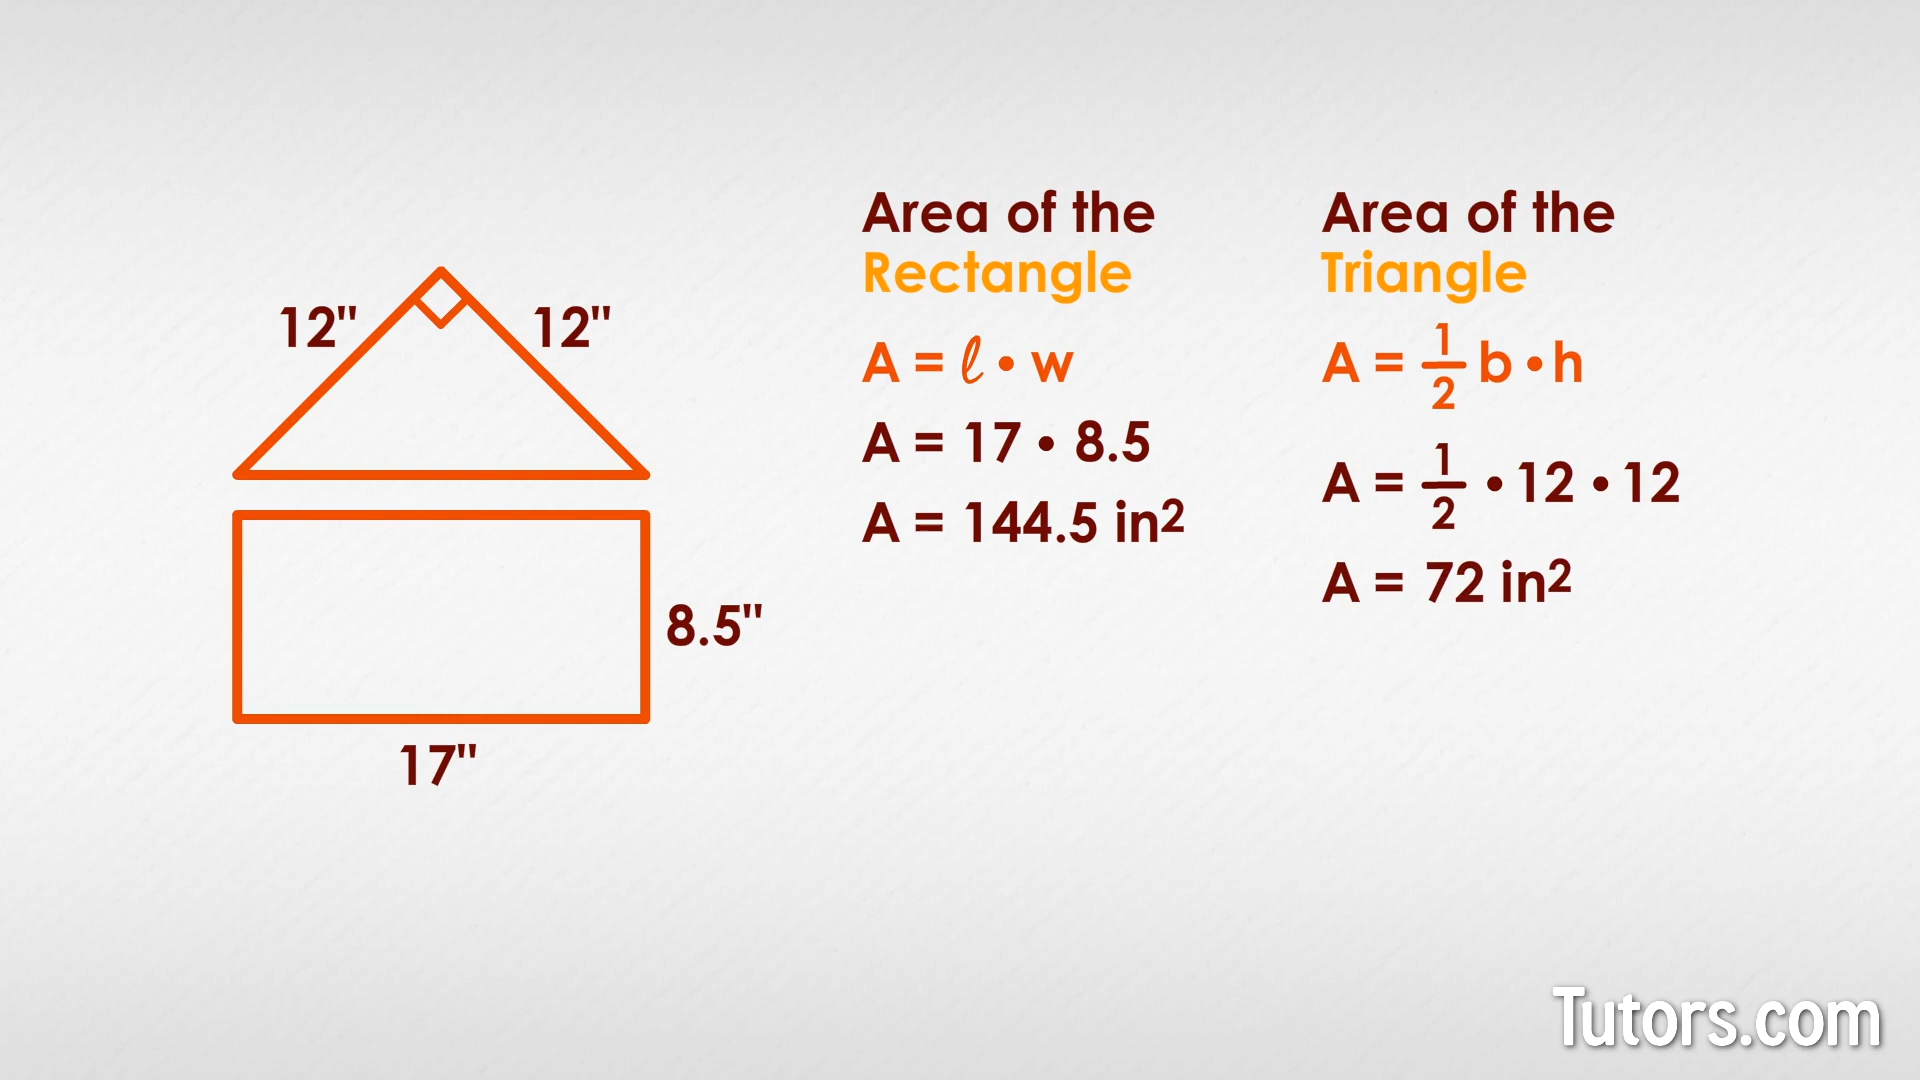 12"
12"
8.5"
17"
Area of the
Rectangle
A = ℓ • w
A = 17 • 8.5
A = 144.5 in²
Area of the
Triangle
A = 1/2 b • h
A = 1/2 • 12 • 12
A = 72 in²
Tutors.com